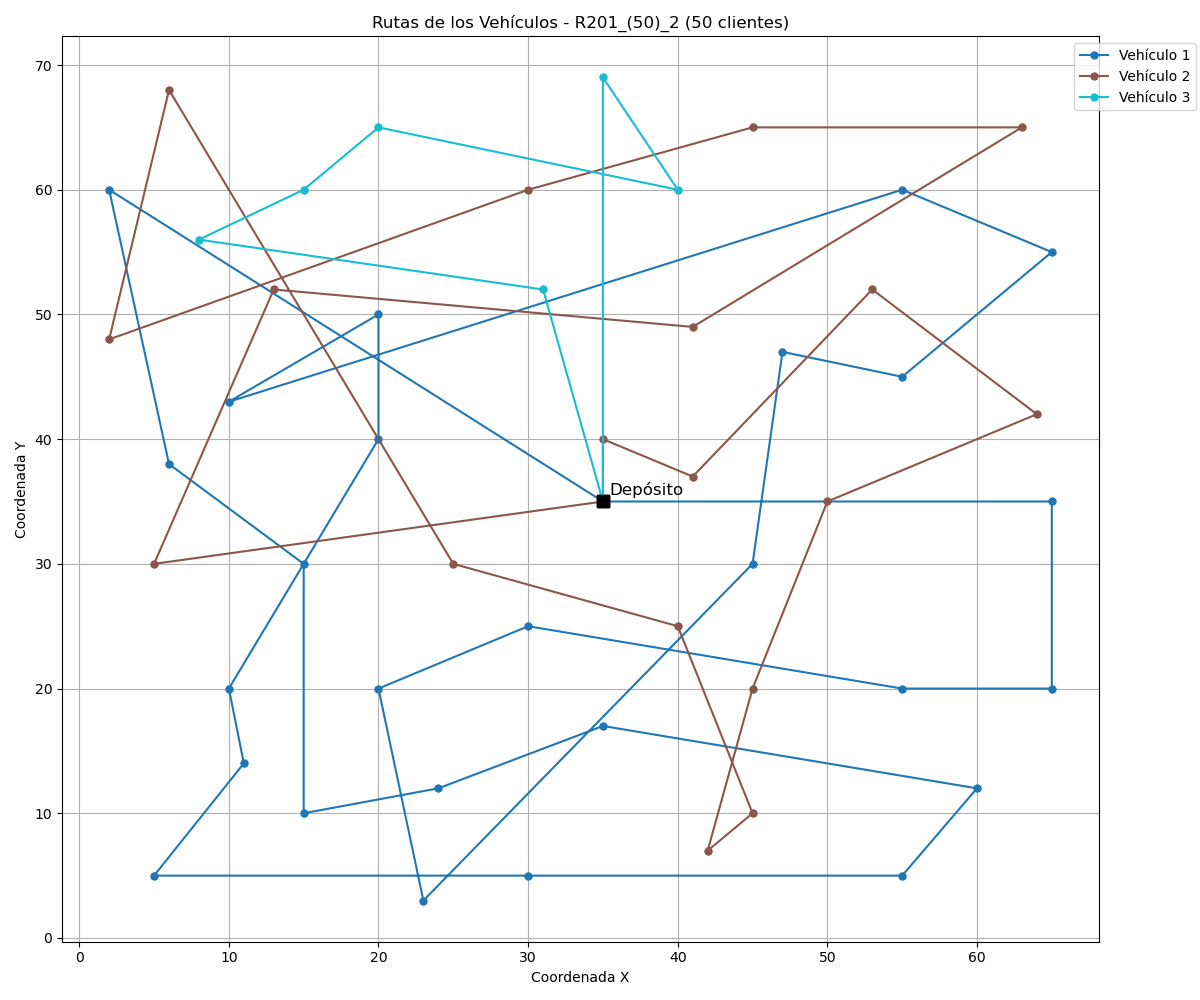 Rutas de los Vehículos - R201_(50)_2 (50 clientes)
Vehículo 1
Vehículo 2
Vehículo 3
70
60
50
40
30
20
10
0
Coordenada Y
Depósito
0 10 20 30 40 50 60
Coordenada X